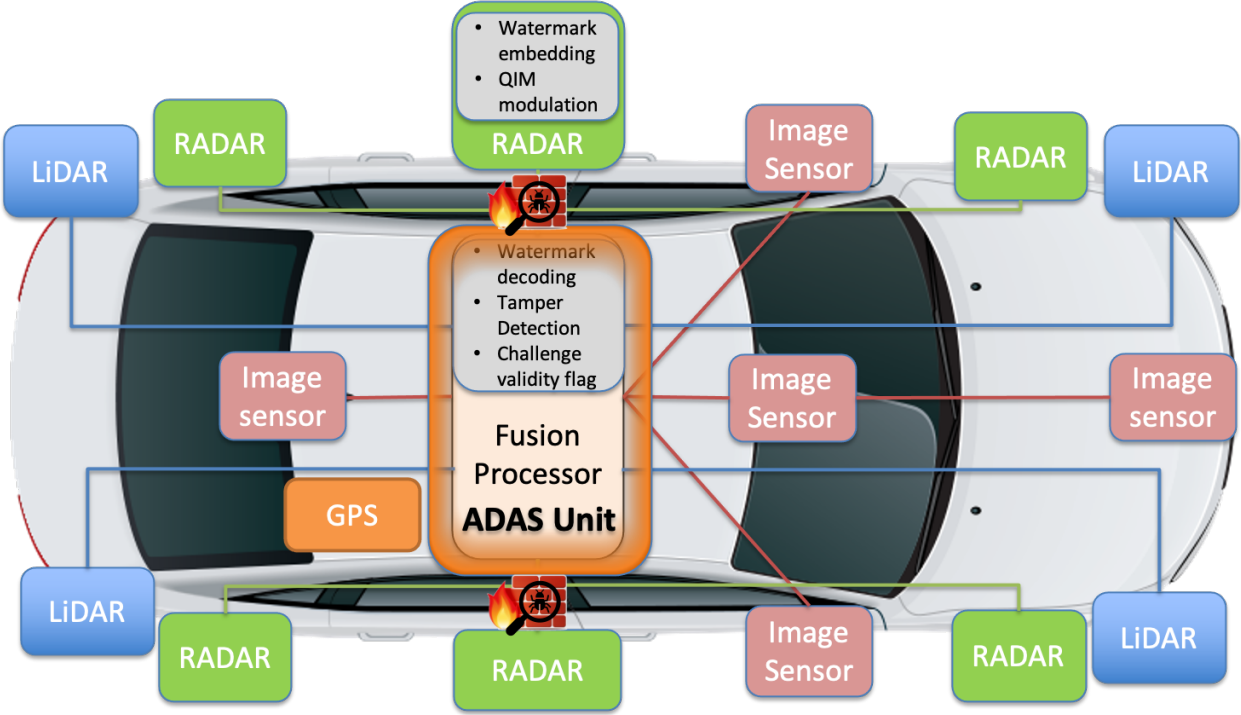 • Watermark
embedding
• QIM
modulation
RADAR
RADAR
LiDAR
Image
Sensor
RADAR
LiDAR
• Watermark
decoding
• Tamper
Detection
• Challenge
validity flag
Fusion
Processor
ADAS Unit
Image
sensor
Image
Sensor
Image
sensor
GPS
LiDAR
RADAR
RADAR
Image
Sensor
RADAR
LiDAR